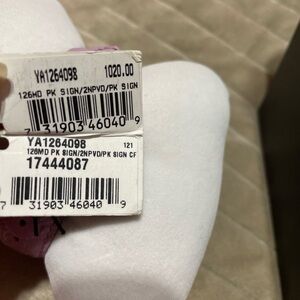 YA1264098 1020.00
126MD PK SIGN/2NPVD/PK SIGN
7 31903 46040 9
YA1264098 121
126MD PK SIGN/2NPVD/PK SIGN CF
17444087
7 31903 46040 9